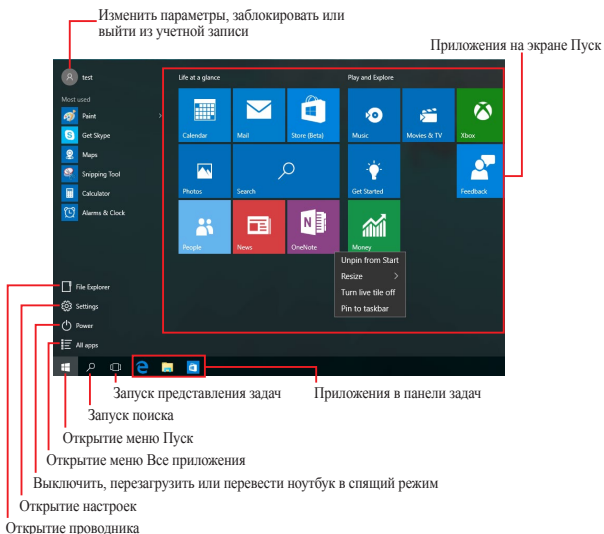 Изменить параметры, заблокировать или
выйти из учетной записи
Приложения на экране Пуск
test
Life at a glance
Play and Explore
Most used
Paint
Get Skype
Maps
Snipping Tool
Calculator
Alarms & Clock
Calendar
Mail
Store (Beta)
Music
Movies & TV
Xbox
Photos
Search
Get Started
Feedback
People
News
OneNote
Money
Unpin from Start
Resize
Turn live tile off
Pin to taskbar
File Explorer
Settings
Power
All apps
Запуск представления задач
Приложения в панели задач
Запуск поиска
Открытие меню Пуск
Открытие меню Все приложения
Выключить, перезагрузить или перевести ноутбук в спящий режим
Открытие настроек
Открытие проводника